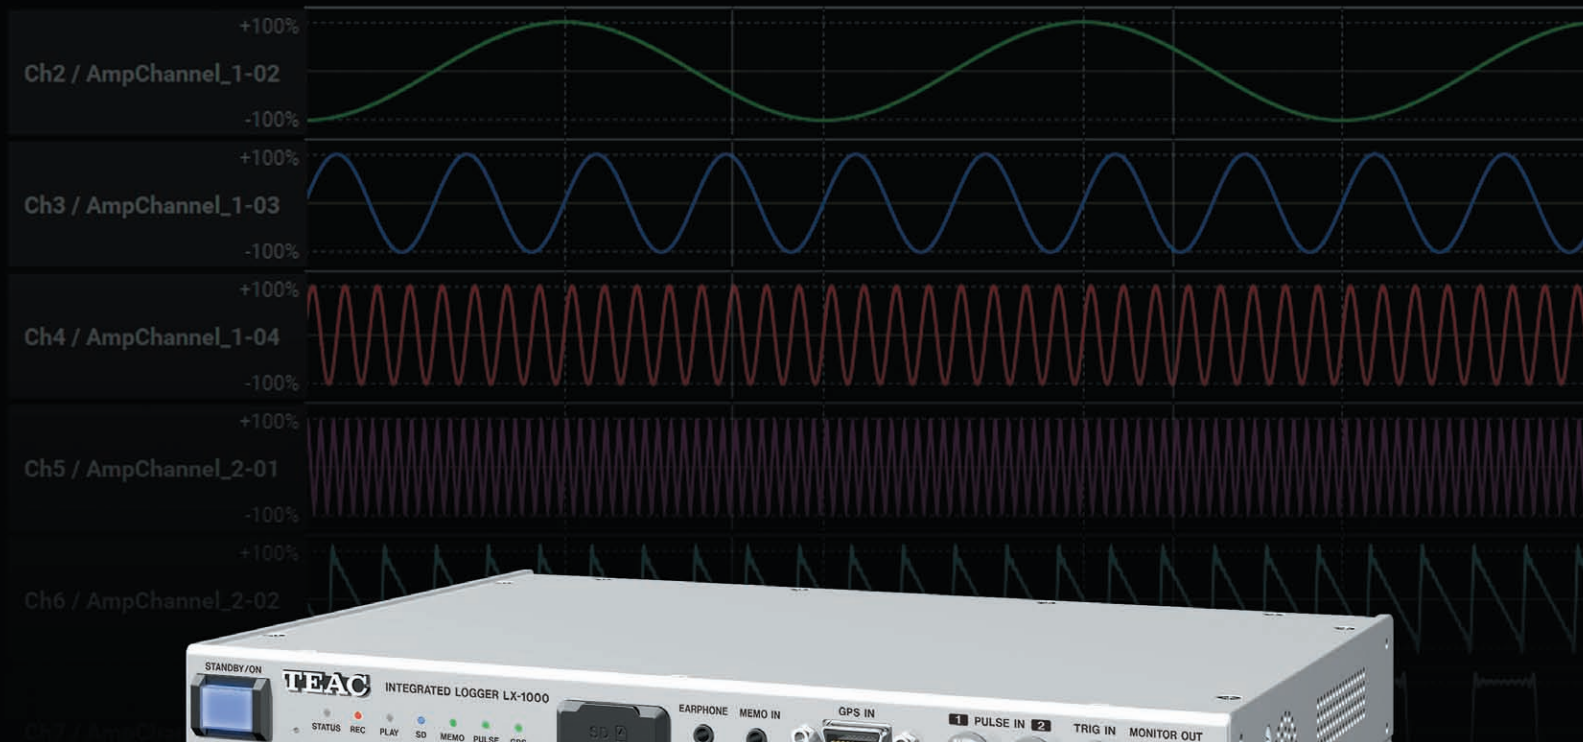 +100%
Ch2 / AmpChannel_1-02
-100%
+100%
Ch3 / AmpChannel_1-03
-100%
+100%
Ch4 / AmpChannel_1-04
-100%
+100%
Ch5 / AmpChannel_2-01
-100%
+100%
Ch6 / AmpChannel_2-02
STANDBY/ON
TEAC INTEGRATED LOGGER LX-1000
STATUS REC PLAY SD MEMO PULSE GPS
SD
EARPHONE MEMO IN GPS IN 1 PULSE IN 2 TRIG IN MONITOR OUT